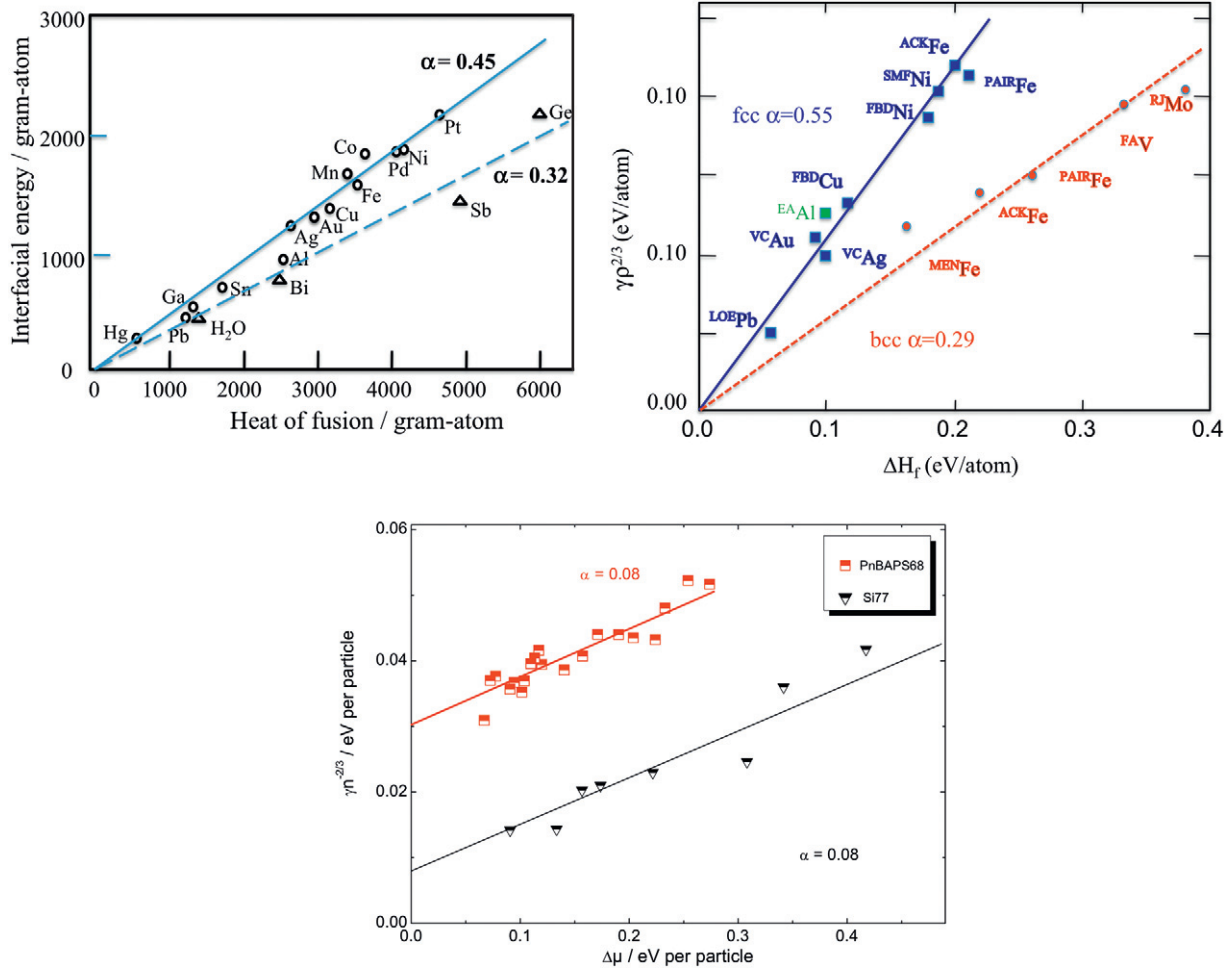 3000
2000
1000
0
Interfacial energy / gram-atom
α = 0.45
α = 0.32
Ge
Pt
Co
Ni
Pd
Mn
Fe
Sb
Cu
Au
Ag
Al
Bi
Sn
Ga
H2O
Pb
Hg
0 1000 2000 3000 4000 5000 6000
Heat of fusion / gram-atom
0.10
0.10
0.00
γρ^2/3 (eV/atom)
ACKFe
SMFNi
PAIRFe
FBDNi
fcc α=0.55
RJMo
FAV
FBDCu
PAIRFe
EAAl
ACKFe
VCAu
VCAg
MENFe
LOEPb
bcc α=0.29
0.0 0.1 0.2 0.3 0.4
ΔHf (eV/atom)
0.06
0.04
0.02
0.00
γn^-2/3 / eV per particle
α = 0.08
PnBAPS68
Si77
α = 0.08
0.0 0.1 0.2 0.3 0.4
Δμ / eV per particle